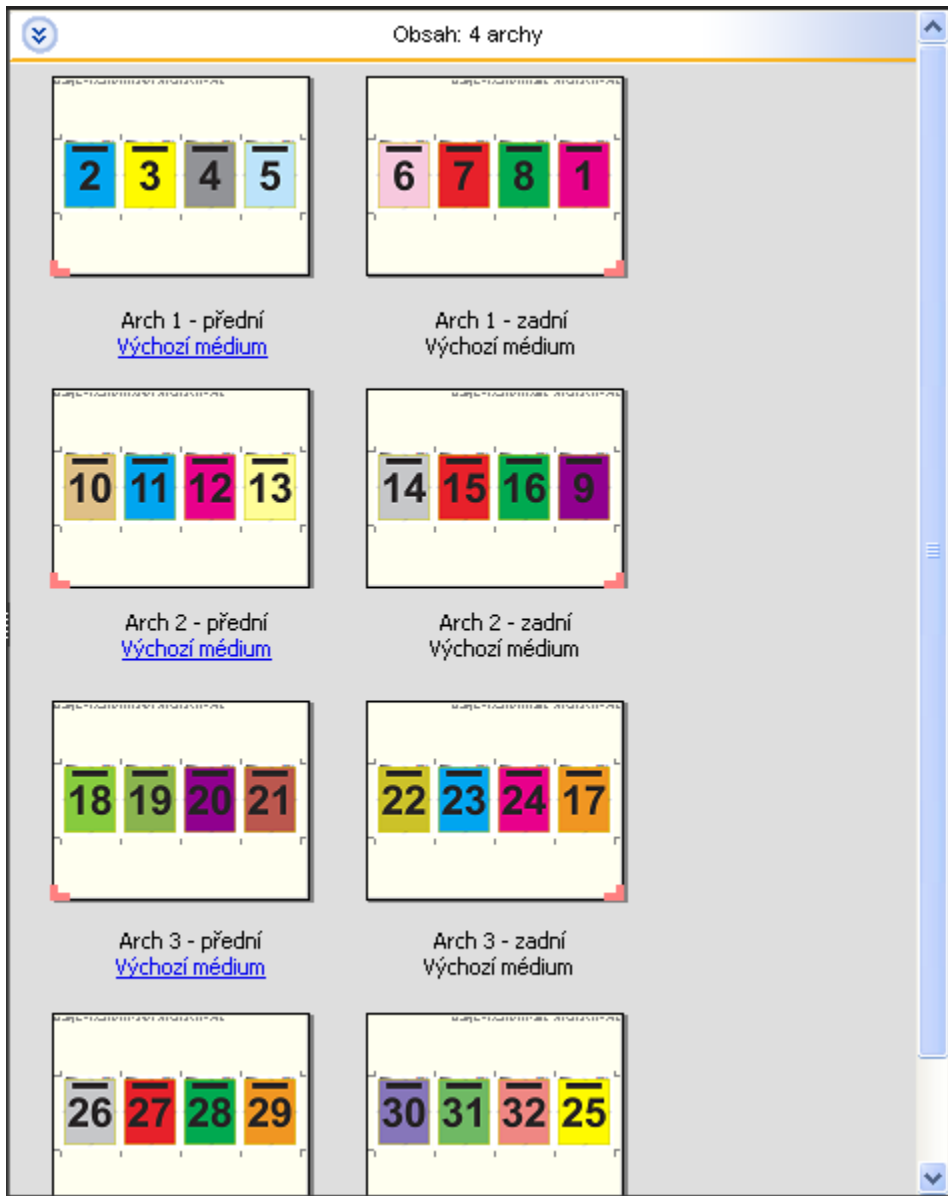 Obsah: 4 archy
2 3 4 5
6 7 8 1
Arch 1 - přední
Výchozí médium
Arch 1 - zadní
Výchozí médium
10 11 12 13
14 15 16 9
Arch 2 - přední
Výchozí médium
Arch 2 - zadní
Výchozí médium
18 19 20 21
22 23 24 17
Arch 3 - přední
Výchozí médium
Arch 3 - zadní
Výchozí médium
26 27 28 29
30 31 32 25